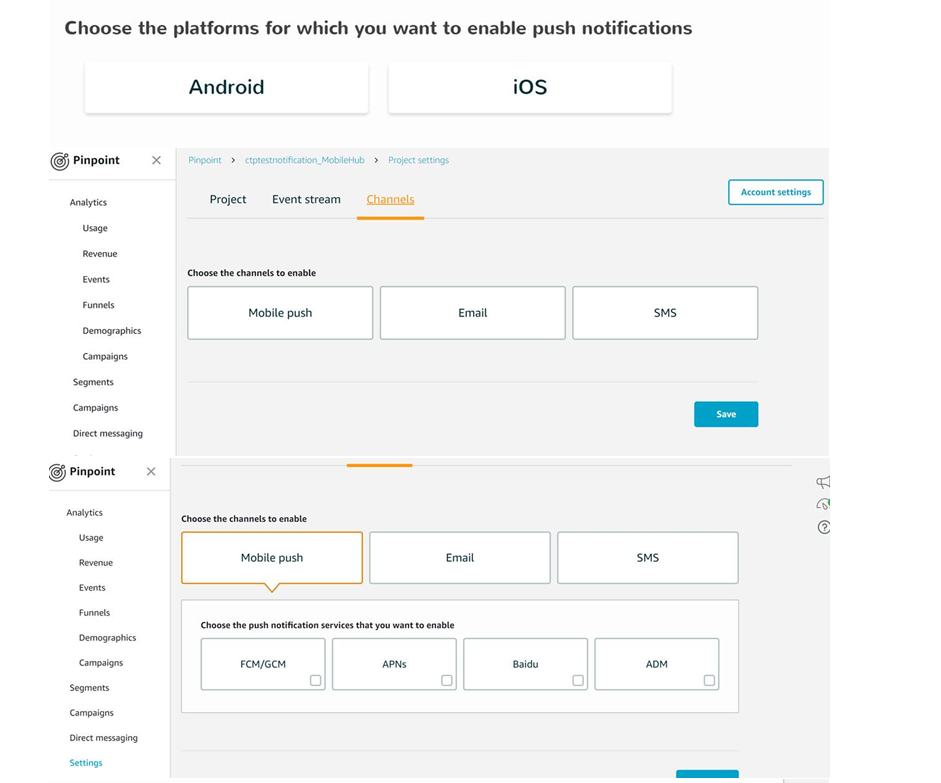 Choose the platforms for which you want to enable push notifications
Android
iOS
Pinpoint
Pinpoint > ctptestnotification_MobileHub > Project settings
Project
Event stream
Channels
Account settings
Analytics
Usage
Revenue
Events
Funnels
Demographics
Campaigns
Segments
Campaigns
Direct messaging
Choose the channels to enable
Mobile push
Email
SMS
Save
Pinpoint
Analytics
Usage
Revenue
Events
Funnels
Demographics
Campaigns
Segments
Campaigns
Direct messaging
Settings
Choose the channels to enable
Mobile push
Email
SMS
Choose the push notification services that you want to enable
FCM/GCM
APNs
Baidu
ADM